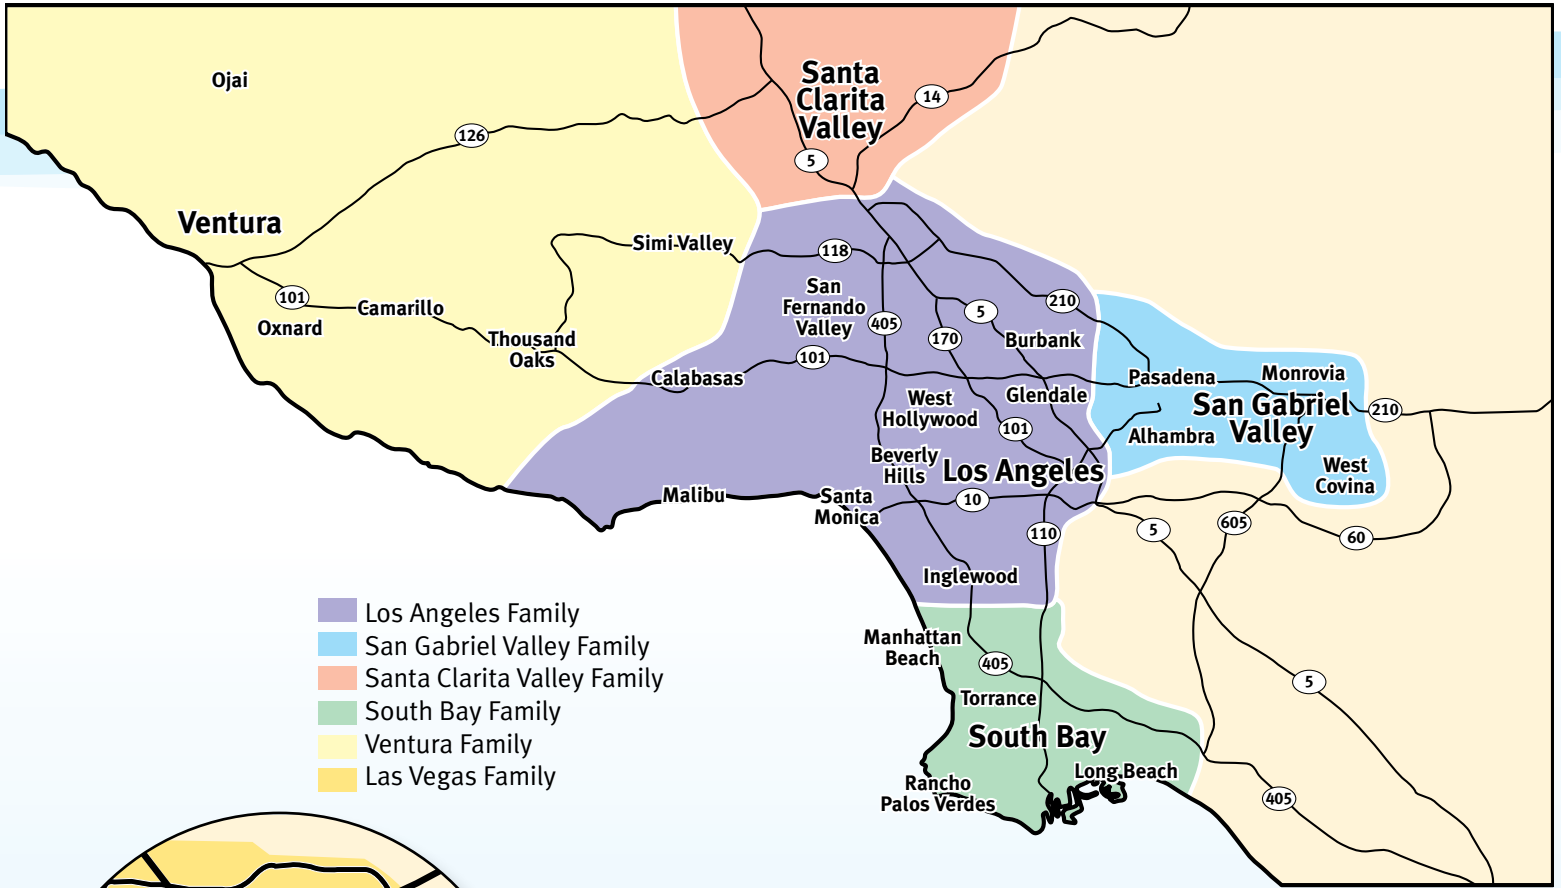 Ojai
Santa
Clarita
Valley
14
126
5
Ventura
Simi Valley
118
San
Fernando
Valley
101
Camarillo
Oxnard
Thousand
Oaks
405
170
5
210
Burbank
101
Calabasas
Pasadena
Monrovia
West
Hollywood
Glendale
San Gabriel
Valley
210
101
Alhambra
Beverly
Hills
Los Angeles
West
Covina
Malibu
Santa
Monica
10
110
5
605
60
Inglewood
Los Angeles Family
San Gabriel Valley Family
Santa Clarita Valley Family
South Bay Family
Ventura Family
Las Vegas Family
Manhattan
Beach
405
Torrance
5
South Bay
Rancho
Palos Verdes
Long Beach
405